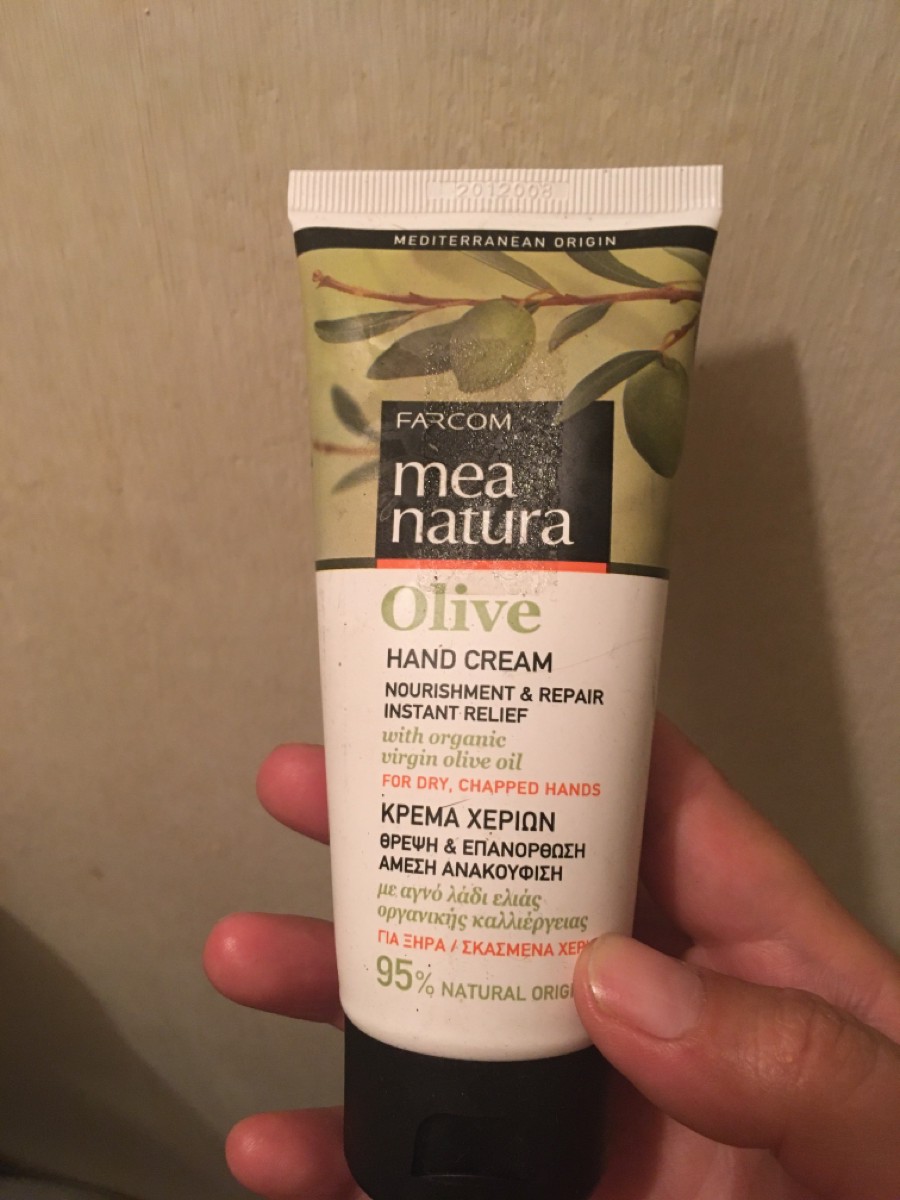 2012008
MEDITERRANEAN ORIGIN
FARCOM
mea
natura
Olive
HAND CREAM
NOURISHMENT & REPAIR
INSTANT RELIEF
with organic
virgin olive oil
FOR DRY, CHAPPED HANDS
ΚΡΕΜΑ ΧΕΡΙΩΝ
ΘΡΕΨΗ & ΕΠΑΝΟΡΘΩΣΗ
ΑΜΕΣΗ ΑΝΑΚΟΥΦΙΣΗ
με αγνό λάδι ελιάς
οργανικής καλλιέργειας
ΓΙΑ ΞΗΡΑ / ΣΚΑΣΜΕΝΑ
95% NATURAL